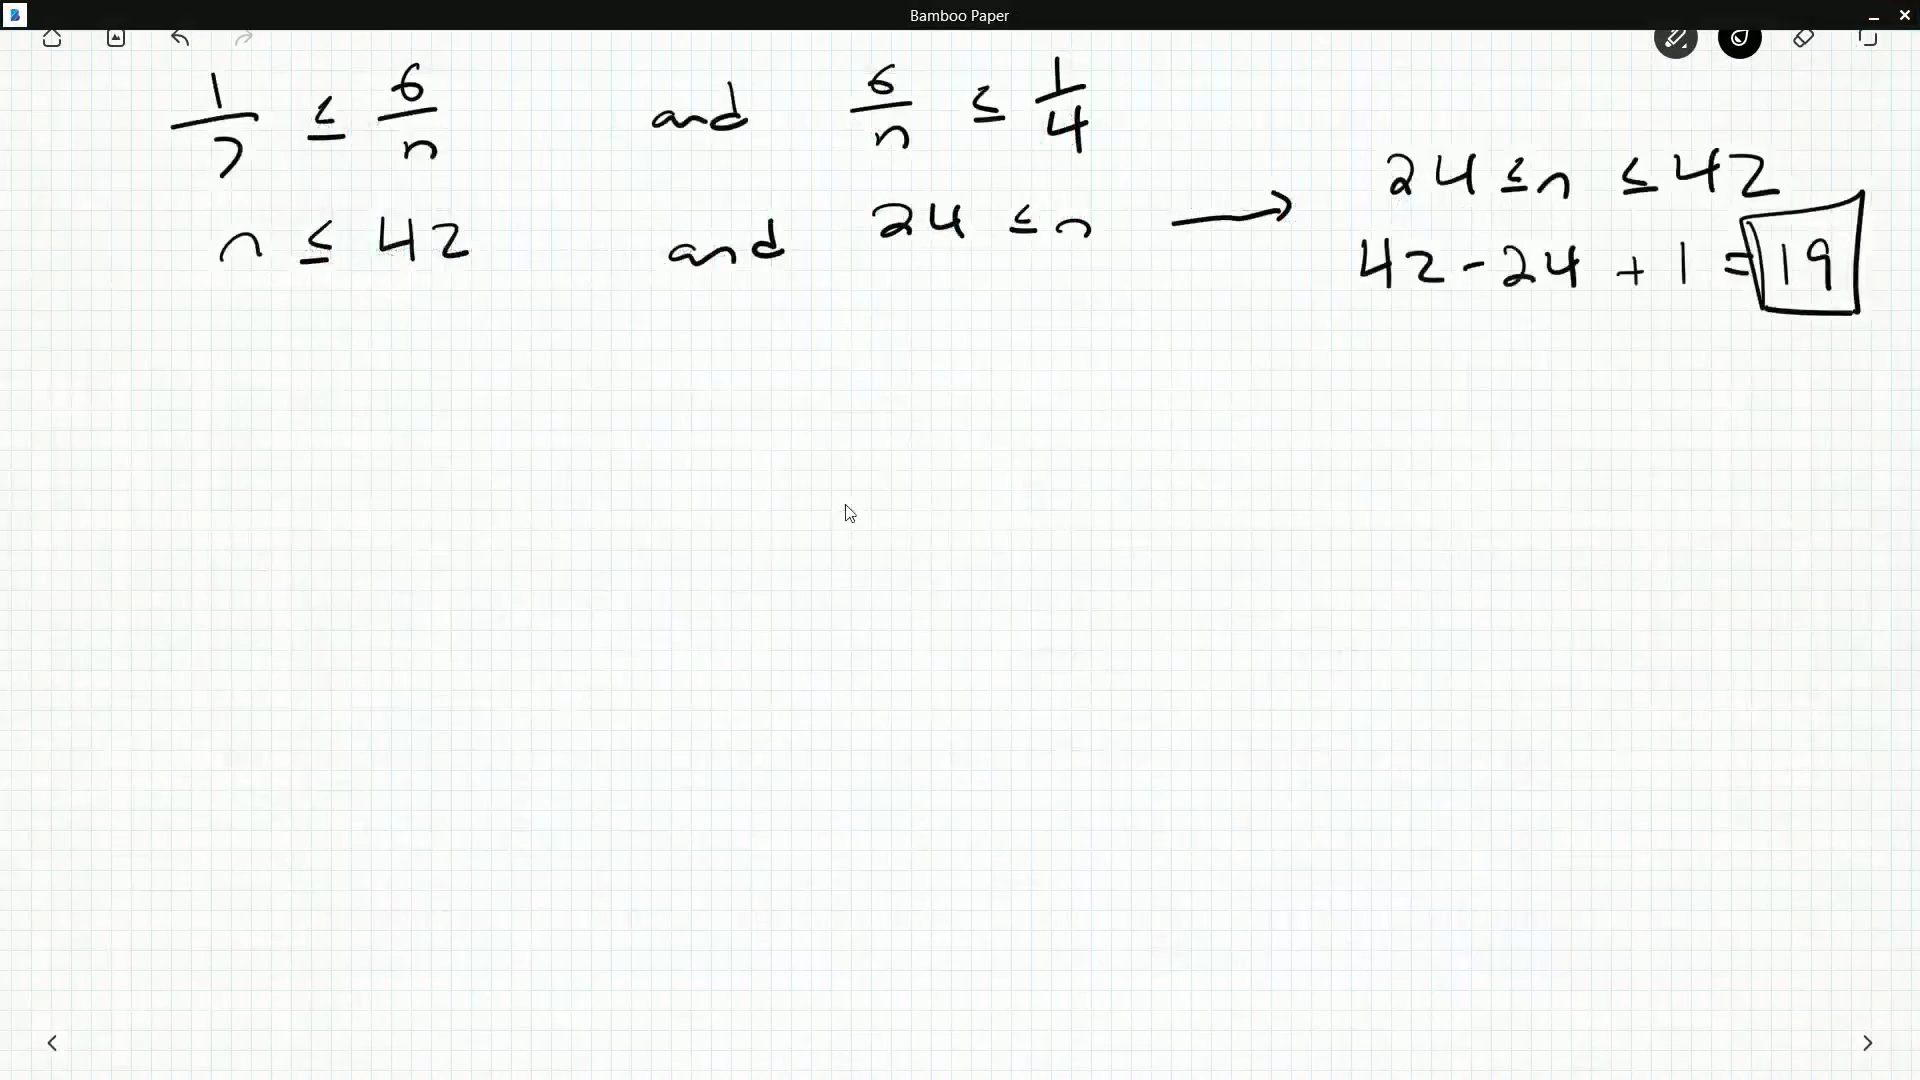 Bamboo Paper
1/7 ≤ 6/n and 6/n ≤ 1/4
n ≤ 42 and 24 ≤ n → 24 ≤ n ≤ 42
42 - 24 + 1 = 19